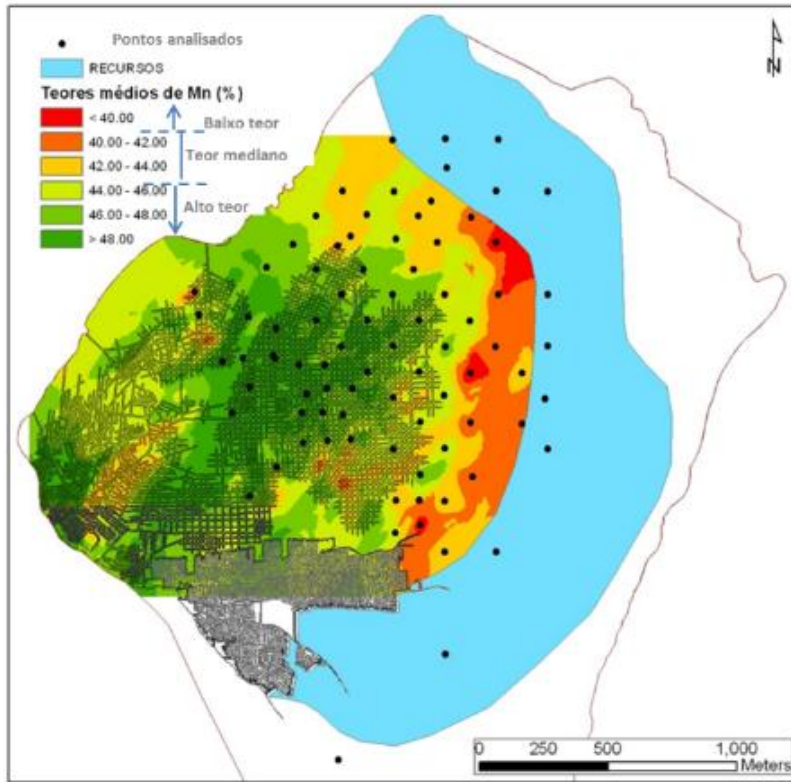 Pontos analisados
RECURSOS
Teores médios de Mn (%)
< 40.00
Baixo teor
40.00 - 42.00
Teor mediano
42.00 - 44.00
44.00 - 46.00
Alto teor
46.00 - 48.00
> 48.00
N
0 250 500 1,000
Meters